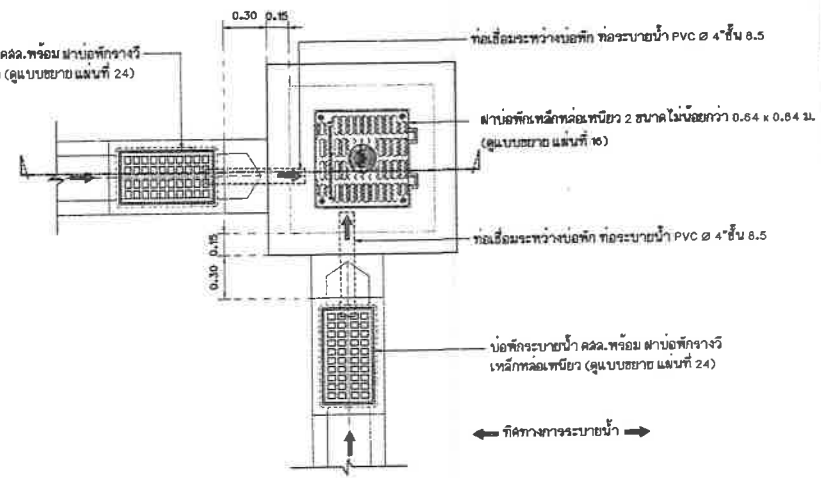 0.30 0.15
ท่อเชื่อมระหว่างบ่อพัก ท่อระบายน้ำ PVC Ø 4"ชั้น 8.5
คสล.พร้อม ฝาบ่อพักรางวี
(ดูแบบขยาย แผ่นที่ 24)
ฝาบ่อพักเหล็กหล่อเหนียว 2 ขนาดไม่น้อยกว่า 0.64 x 0.84 ม.
(ดูแบบขยาย แผ่นที่ 16)
ท่อเชื่อมระหว่างบ่อพัก ท่อระบายน้ำ PVC Ø 4"ชั้น 8.5
0.15
0.30
บ่อพักระบายน้ำ คสล.พร้อม ฝาบ่อพักรางวี
เหล็กหล่อเหนียว (ดูแบบขยาย แผ่นที่ 24)
ทิศทางการระบายน้ำ